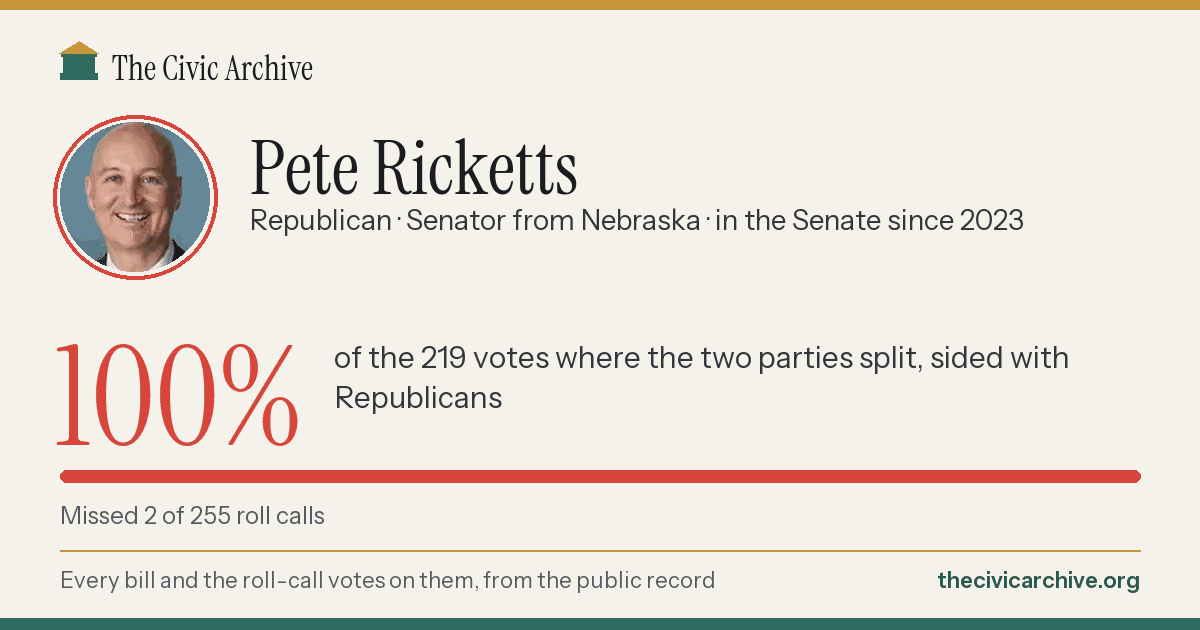 The Civic Archive
Pete Ricketts
Republican · Senator from Nebraska · in the Senate since 2023
100%
of the 219 votes where the two parties split, sided with
Republicans
Missed 2 of 255 roll calls
Every bill and the roll-call votes on them, from the public record
thecivicarchive.org